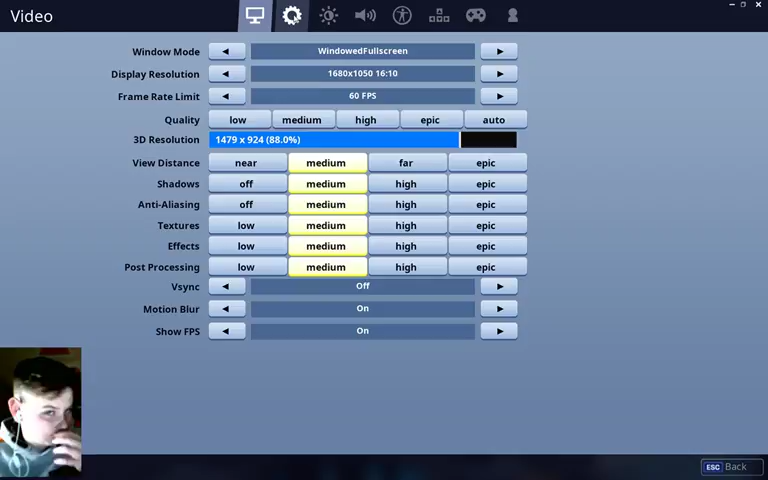 Video
Window Mode WindowedFullscreen
Display Resolution 1680x1050 16:10
Frame Rate Limit 60 FPS
Quality low medium high epic auto
3D Resolution 1479 x 924 (88.0%)
View Distance near medium far epic
Shadows off medium high epic
Anti-Aliasing off medium high epic
Textures low medium high epic
Effects low medium high epic
Post Processing low medium high epic
Vsync Off
Motion Blur On
Show FPS On
ESC Back